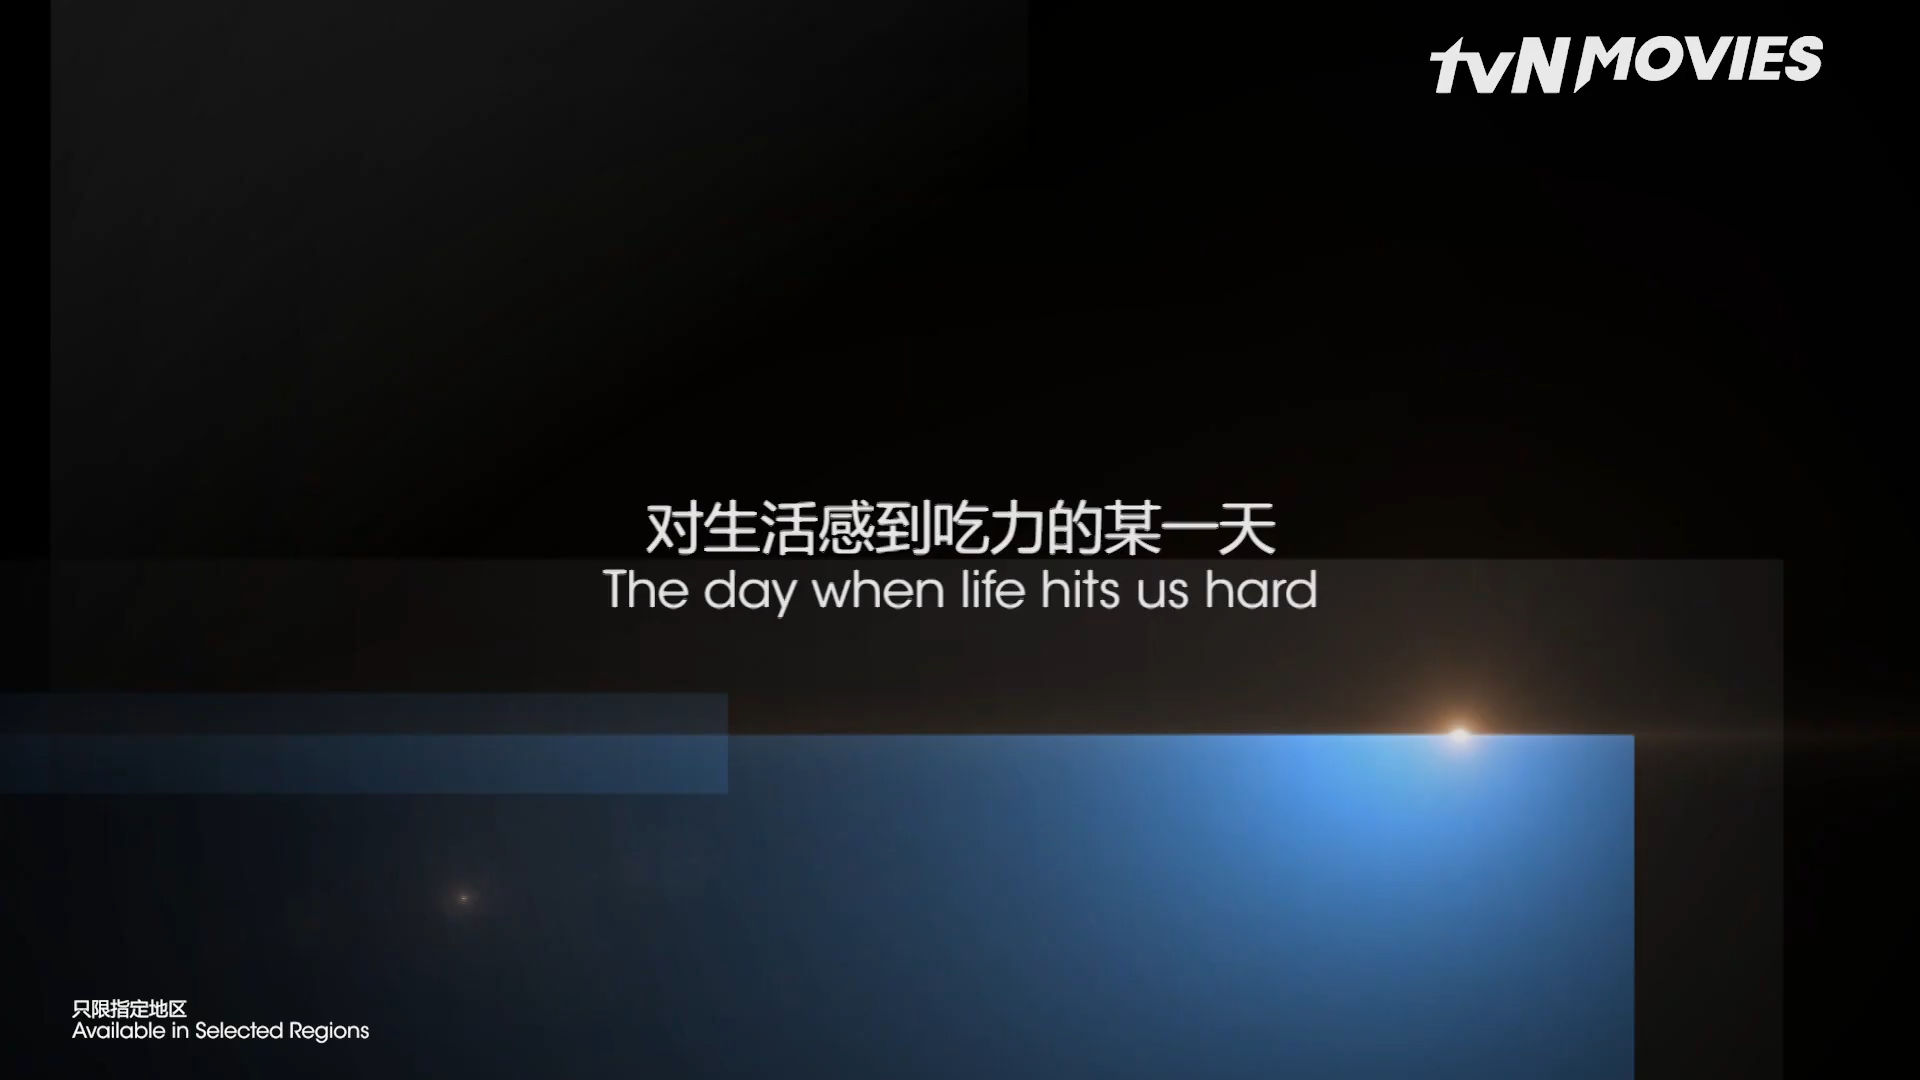 tvN MOVIES
对生活感到吃力的某一天
The day when life hits us hard
只限指定地区
Available in Selected Regions